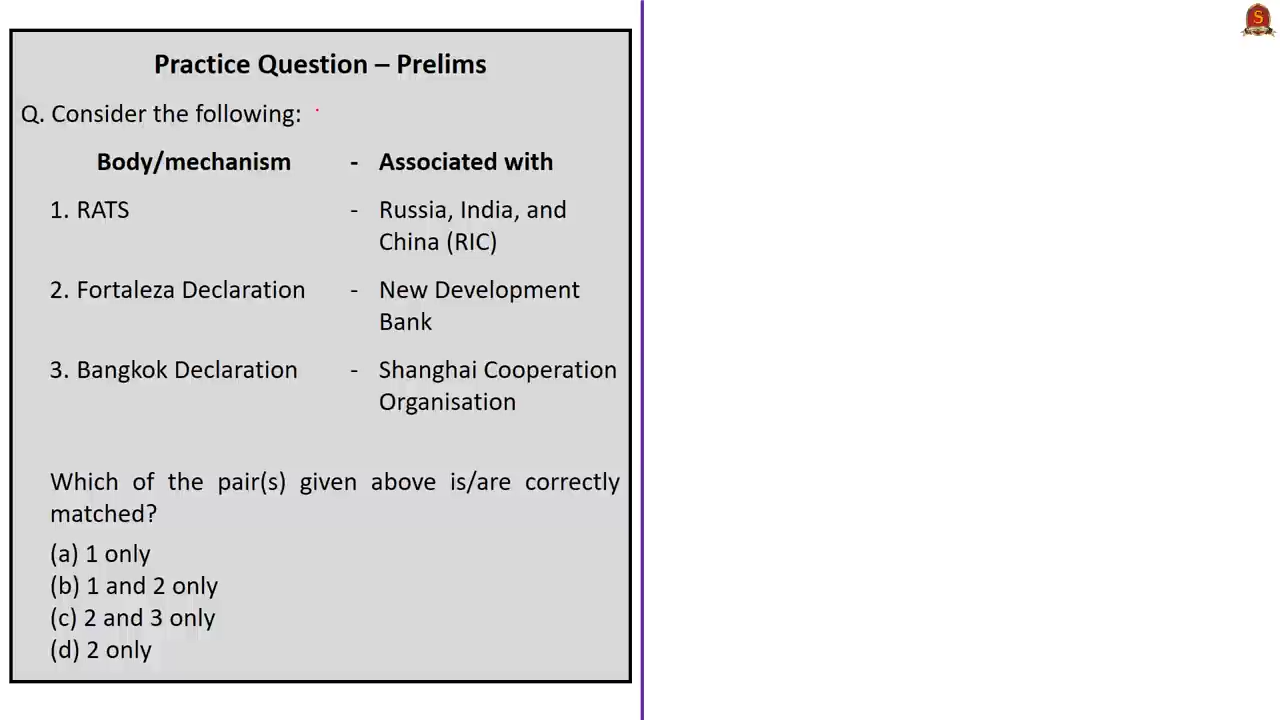 S
Practice Question – Prelims
Q. Consider the following:
Body/mechanism - Associated with
1. RATS - Russia, India, and
China (RIC)
2. Fortaleza Declaration - New Development
Bank
3. Bangkok Declaration - Shanghai Cooperation
Organisation
Which of the pair(s) given above is/are correctly
matched?
(a) 1 only
(b) 1 and 2 only
(c) 2 and 3 only
(d) 2 only